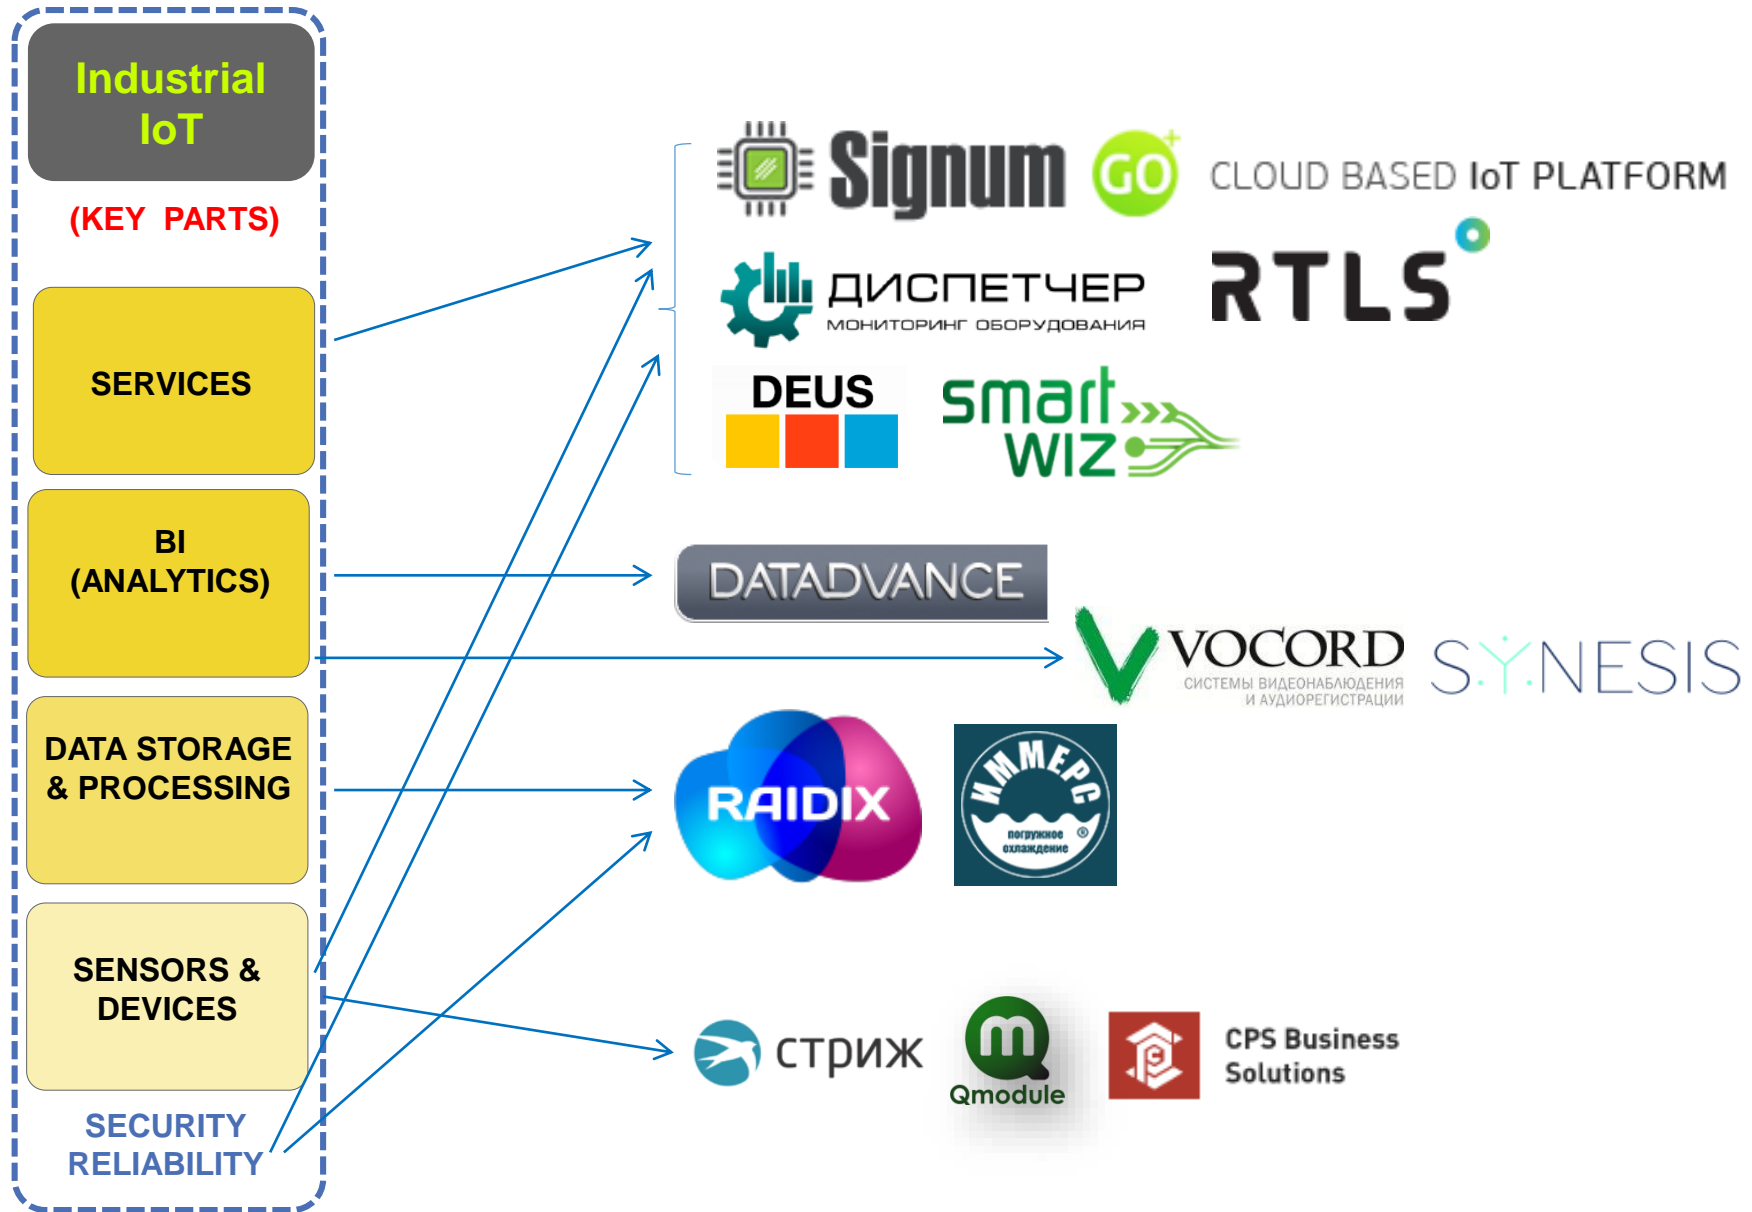 Industrial
IoT
(KEY PARTS)
SERVICES
BI
(ANALYTICS)
DATA STORAGE
& PROCESSING
SENSORS &
DEVICES
SECURITY
RELIABILITY
Signum
GO+
CLOUD BASED IoT PLATFORM
ДИСПЕТЧЕР
МОНИТОРИНГ ОБОРУДОВАНИЯ
RTLS
DEUS
smart
WIZ
DATADVANCE
VOCORD
СИСТЕМЫ ВИДЕОНАБЛЮДЕНИЯ
И АУДИОРЕГИСТРАЦИИ
SYNESIS
RAIDIX
ИММЕРС
погружное ®
охлаждение
стриж
m
Qmodule
C
CPS Business
Solutions